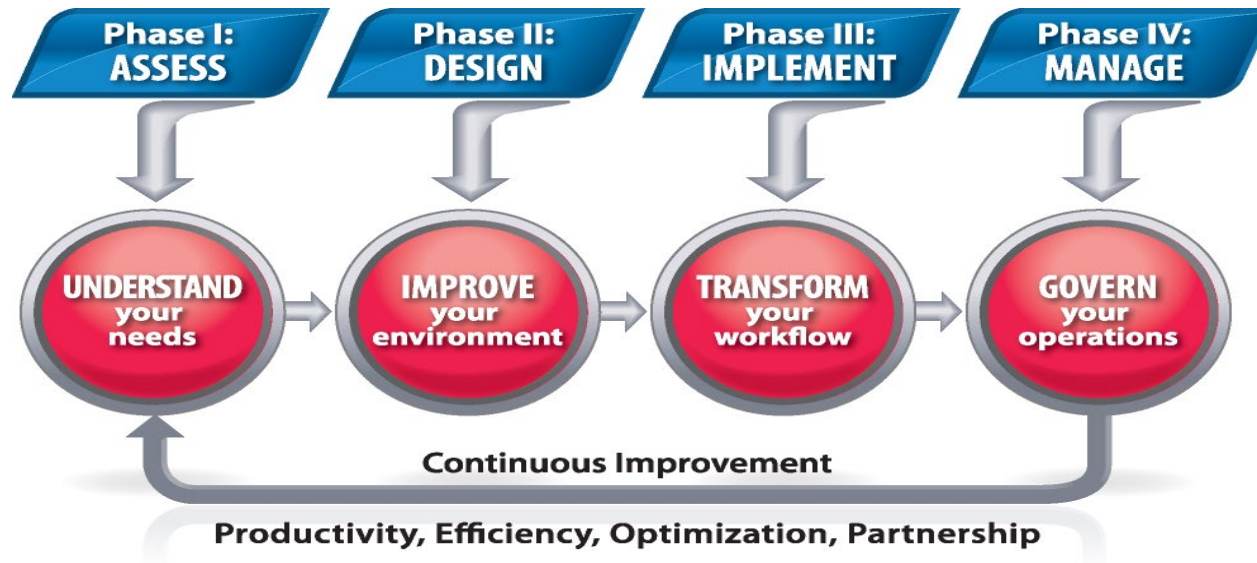 Phase I:
ASSESS
Phase II:
DESIGN
Phase III:
IMPLEMENT
Phase IV:
MANAGE
UNDERSTAND
your
needs
IMPROVE
your
environment
TRANSFORM
your
workflow
GOVERN
your
operations
Continuous Improvement
Productivity, Efficiency, Optimization, Partnership